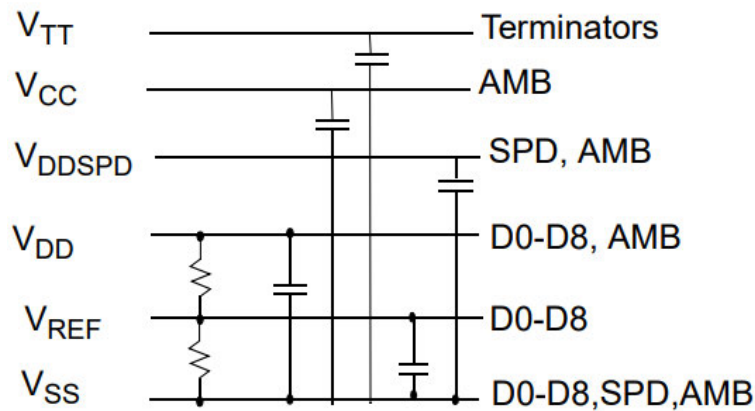 VTT Terminators
VCC AMB
VDDSPD SPD, AMB
VDD D0-D8, AMB
VREF D0-D8
VSS D0-D8,SPD,AMB